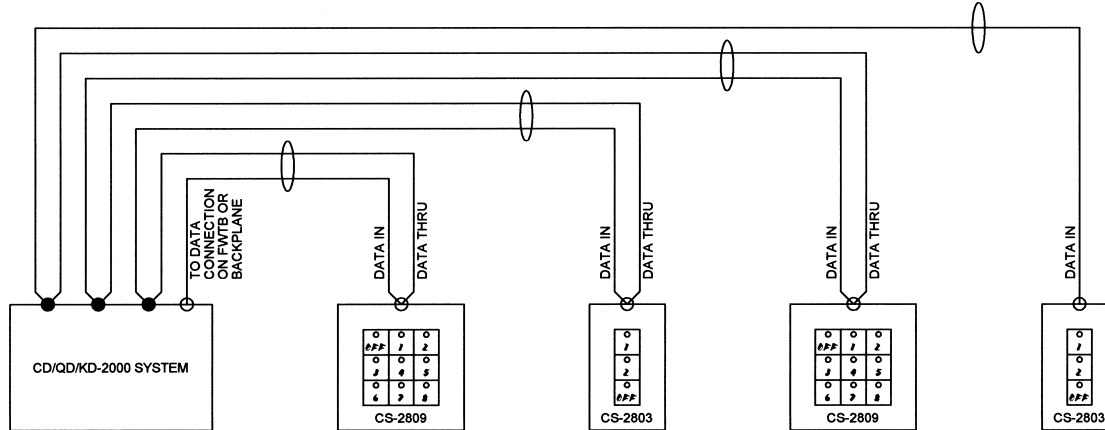 TO DATA
CONNECTION
ON FWTB OR
BACKPLANE
DATA IN
DATA THRU
DATA IN
DATA THRU
DATA IN
DATA THRU
DATA IN
CD/QD/KD-2000 SYSTEM
OFF 1 2
3 4 5
6 7 8
CS-2809
1
2
OFF
CS-2803
OFF 1 2
3 4 5
6 7 8
CS-2809
1
2
OFF
CS-2803